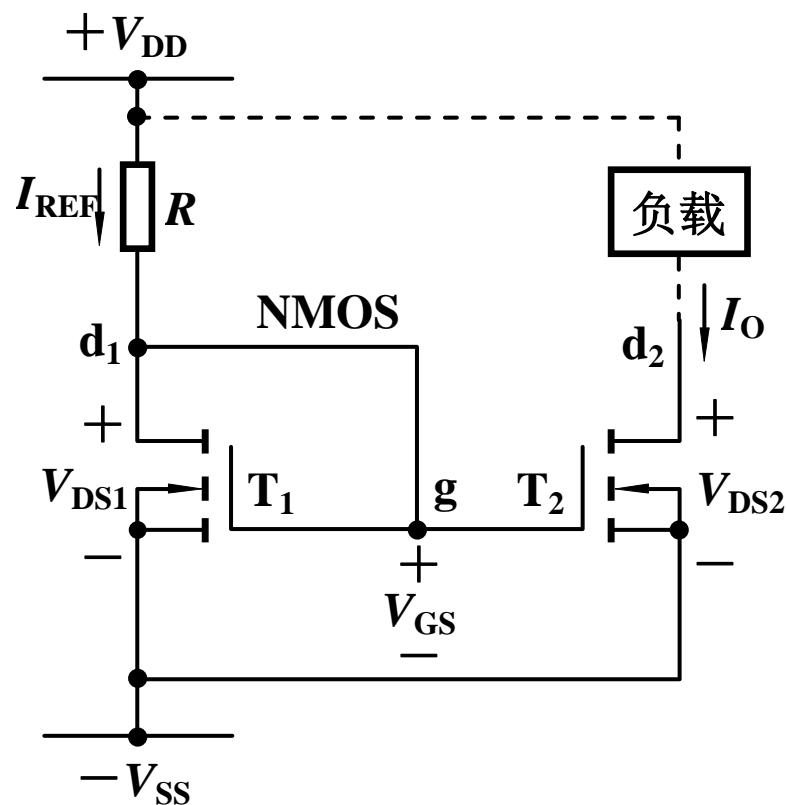 +VDD
IREF
R
负载
NMOS
IO
d1
d2
+
+
VDS1
T1
g
T2
VDS2
−
+
−
VGS
−
−VSS